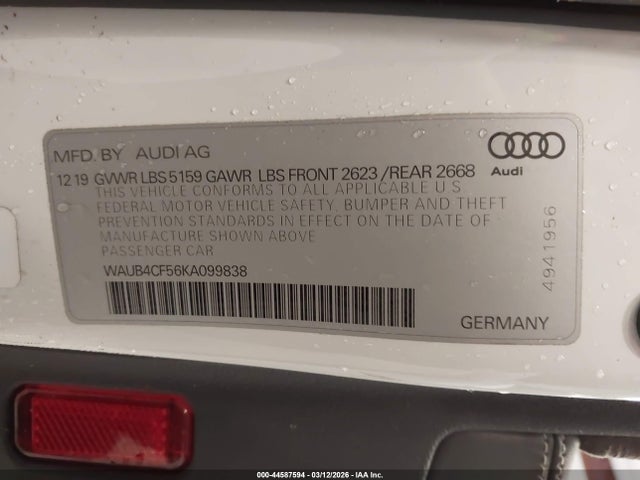 MFD. BY AUDI AG
Audi
12 19 GVWR LBS 5159 GAWR LBS FRONT 2623 /REAR 2668
THIS VEHICLE CONFORMS TO ALL APPLICABLE U S
FEDERAL MOTOR VEHICLE SAFETY, BUMPER AND THEFT
PREVENTION STANDARDS IN EFFECT ON THE DATE OF
MANUFACTURE SHOWN ABOVE
PASSENGER CAR
WAUB4CF56KA099838
4941956
GERMANY
000-44587594 - 03/12/2026 - IAA Inc.